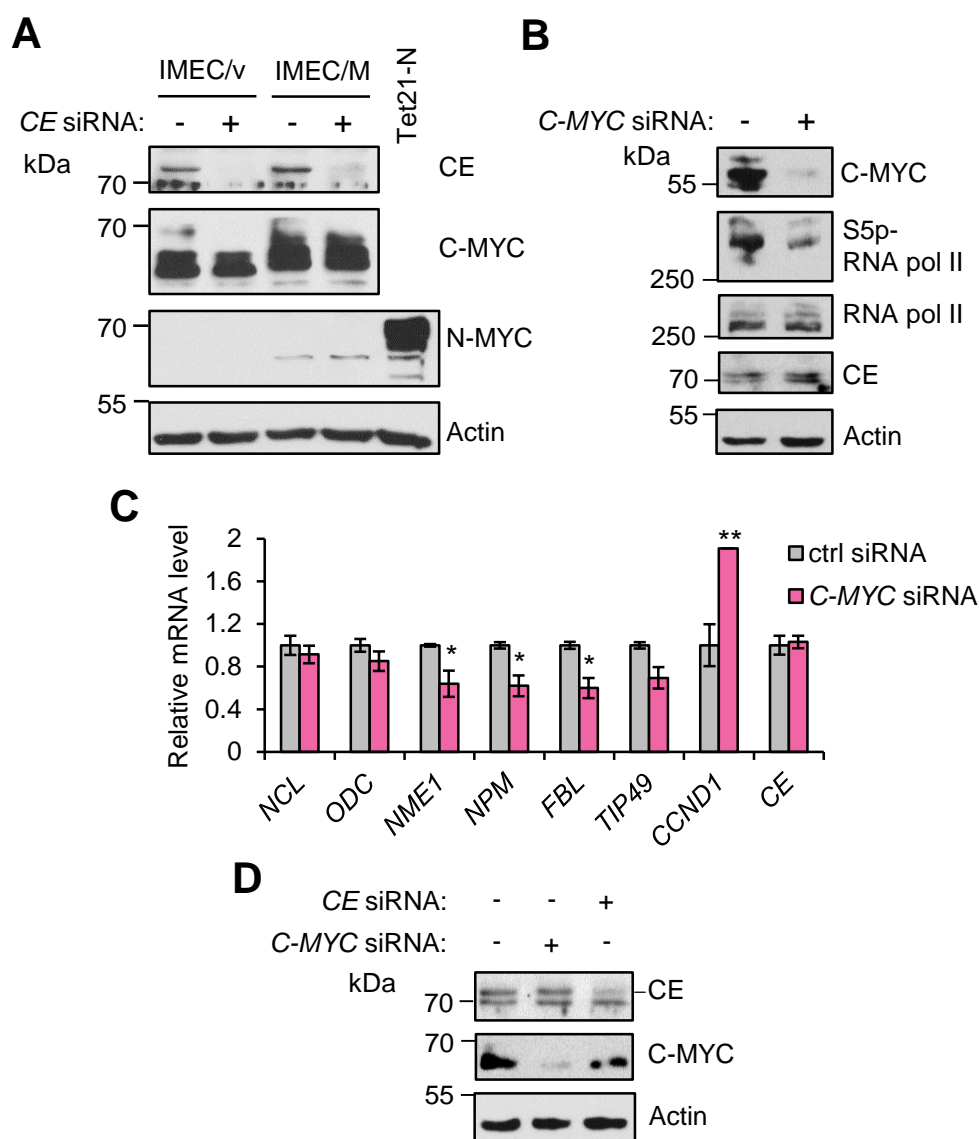 A
IMEC/v IMEC/M Tet21-N
CE siRNA: - + - +
kDa
CE
70
70
C-MYC
70
N-MYC
55
Actin
B
C-MYC siRNA: - +
kDa
C-MYC
55
S5p-
RNA pol II
250
RNA pol II
250
CE
70
55
Actin
C
Relative mRNA level
2
1.6
1.2
0.8
0.4
0
* * * **
ctrl siRNA
C-MYC siRNA
NCL ODC NME1 NPM FBL TIP49 CCND1 CE
D
CE siRNA: - - +
C-MYC siRNA: - + -
kDa
CE
70
70
C-MYC
55
Actin